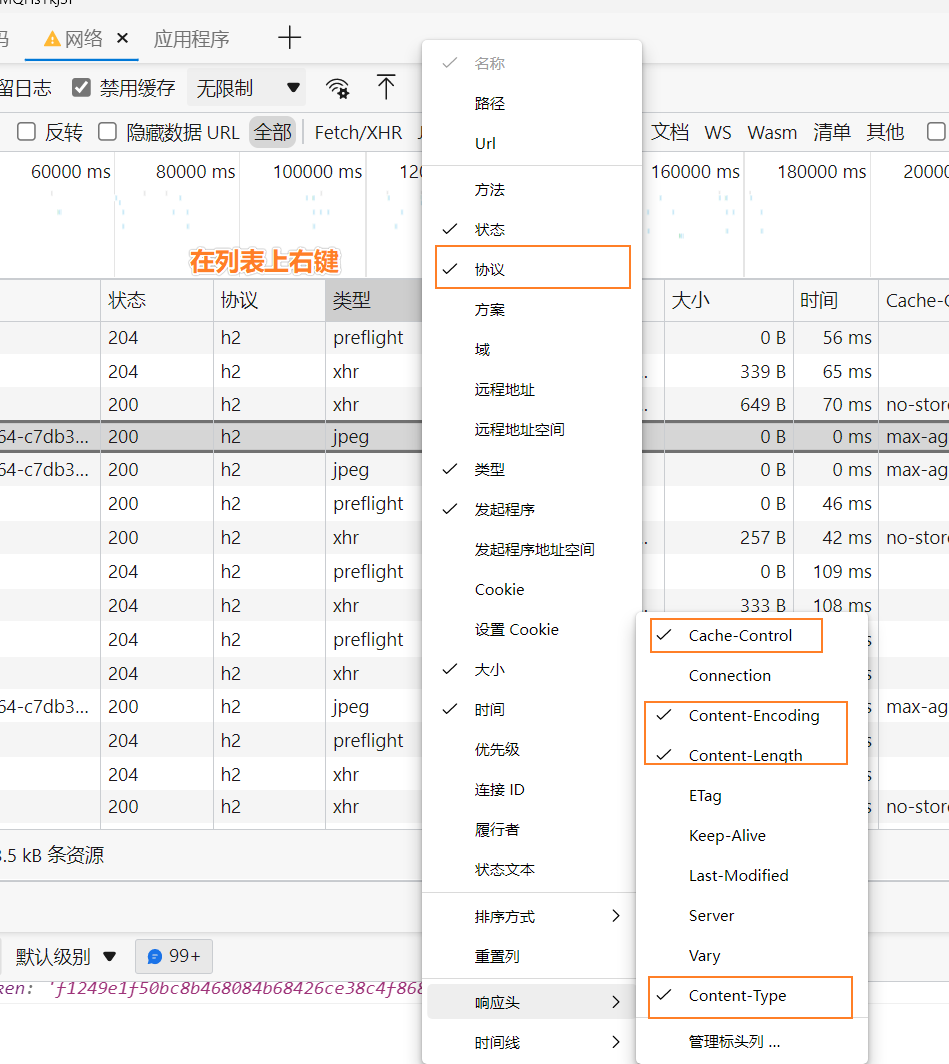 网络 × 应用程序 +
留日志 禁用缓存 无限制
反转 隐藏数据 URL 全部 Fetch/XHR 文档 WS Wasm 清单 其他
60000 ms 80000 ms 100000 ms 160000 ms 180000 ms
在列表上右键
状态 协议 类型 大小 时间 Cache-C
204 h2 preflight 0 B 56 ms
204 h2 xhr 339 B 65 ms
200 h2 xhr 649 B 70 ms no-stor
64-c7db3... 200 h2 jpeg 0 B 0 ms max-ag
64-c7db3... 200 h2 jpeg 0 B 0 ms max-ag
200 h2 preflight 0 B 46 ms
200 h2 xhr 257 B 42 ms no-stor
204 h2 preflight 0 B 109 ms
204 h2 xhr 333 B 108 ms
204 h2 preflight
204 h2 xhr
64-c7db3... 200 h2 jpeg max-ag
204 h2 preflight
204 h2 xhr
200 h2 xhr no-stor
.5 kB 条资源
默认级别 99+
ken: 'f1249e1f50bc8b468084b68426ce38c4f868
名称
路径
Url
方法
状态
协议
方案
域
远程地址
远程地址空间
类型
发起程序
发起程序地址空间
Cookie
设置 Cookie
大小
时间
优先级
连接 ID
履行者
状态文本
排序方式
重置列
响应头
时间线
Cache-Control
Connection
Content-Encoding
Content-Length
ETag
Keep-Alive
Last-Modified
Server
Vary
Content-Type
管理标头列 ...